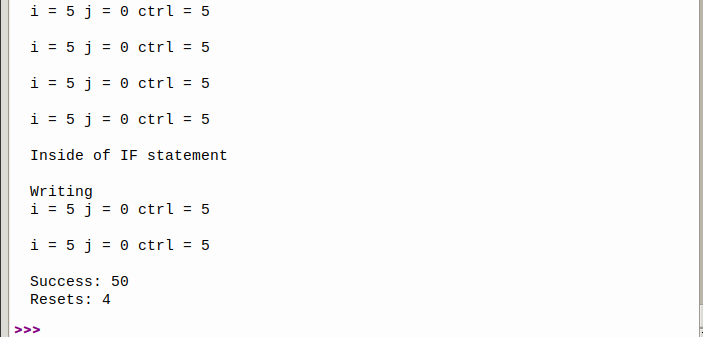 i = 5 j = 0 ctrl = 5
i = 5 j = 0 ctrl = 5
i = 5 j = 0 ctrl = 5
i = 5 j = 0 ctrl = 5
Inside of IF statement
Writing
i = 5 j = 0 ctrl = 5
i = 5 j = 0 ctrl = 5
Success: 50
Resets: 4
>>>